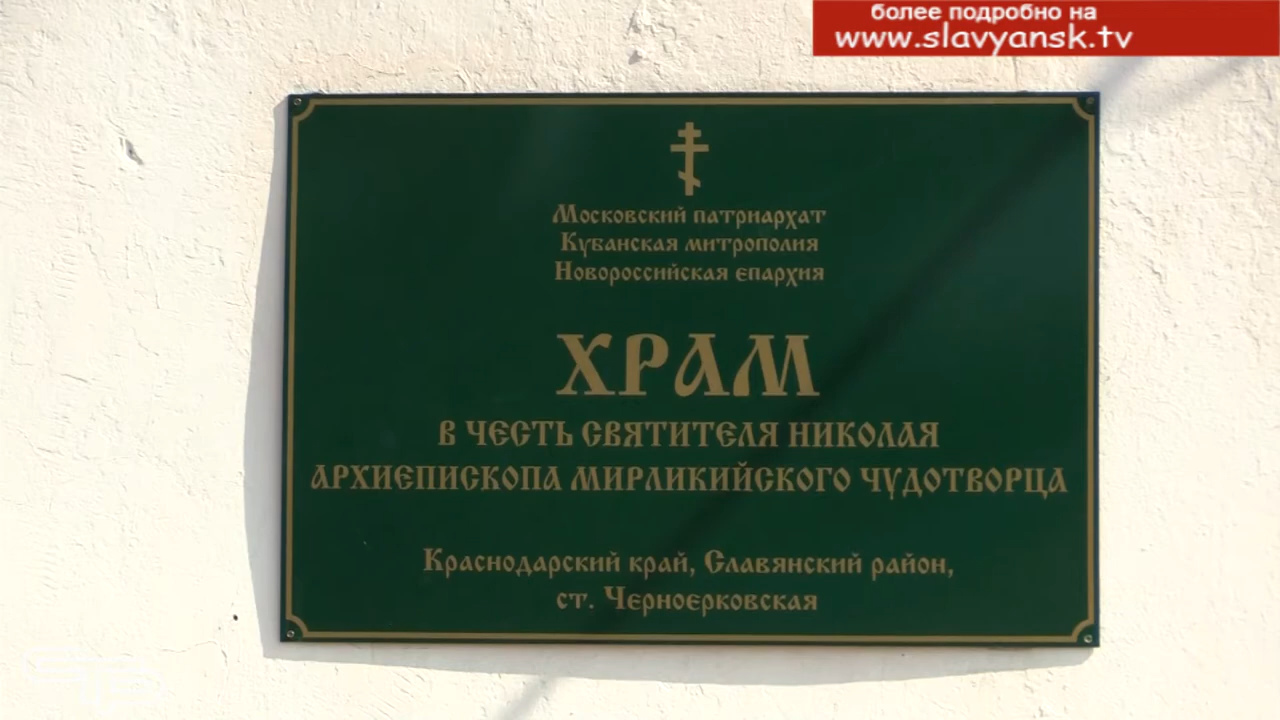 более подробно на
www.slavyansk.tv
Московский патриархат
Кубанская митрополия
Новороссийская епархия
ХРАМ
В ЧЕСТЬ СВЯТИТЕЛЯ НИКОЛАЯ
АРХИЕПИСКОПА МИРЛИКИЙСКОГО ЧУДОТВОРЦА
Краснодарский край, Славянский район,
ст. Черноерковская